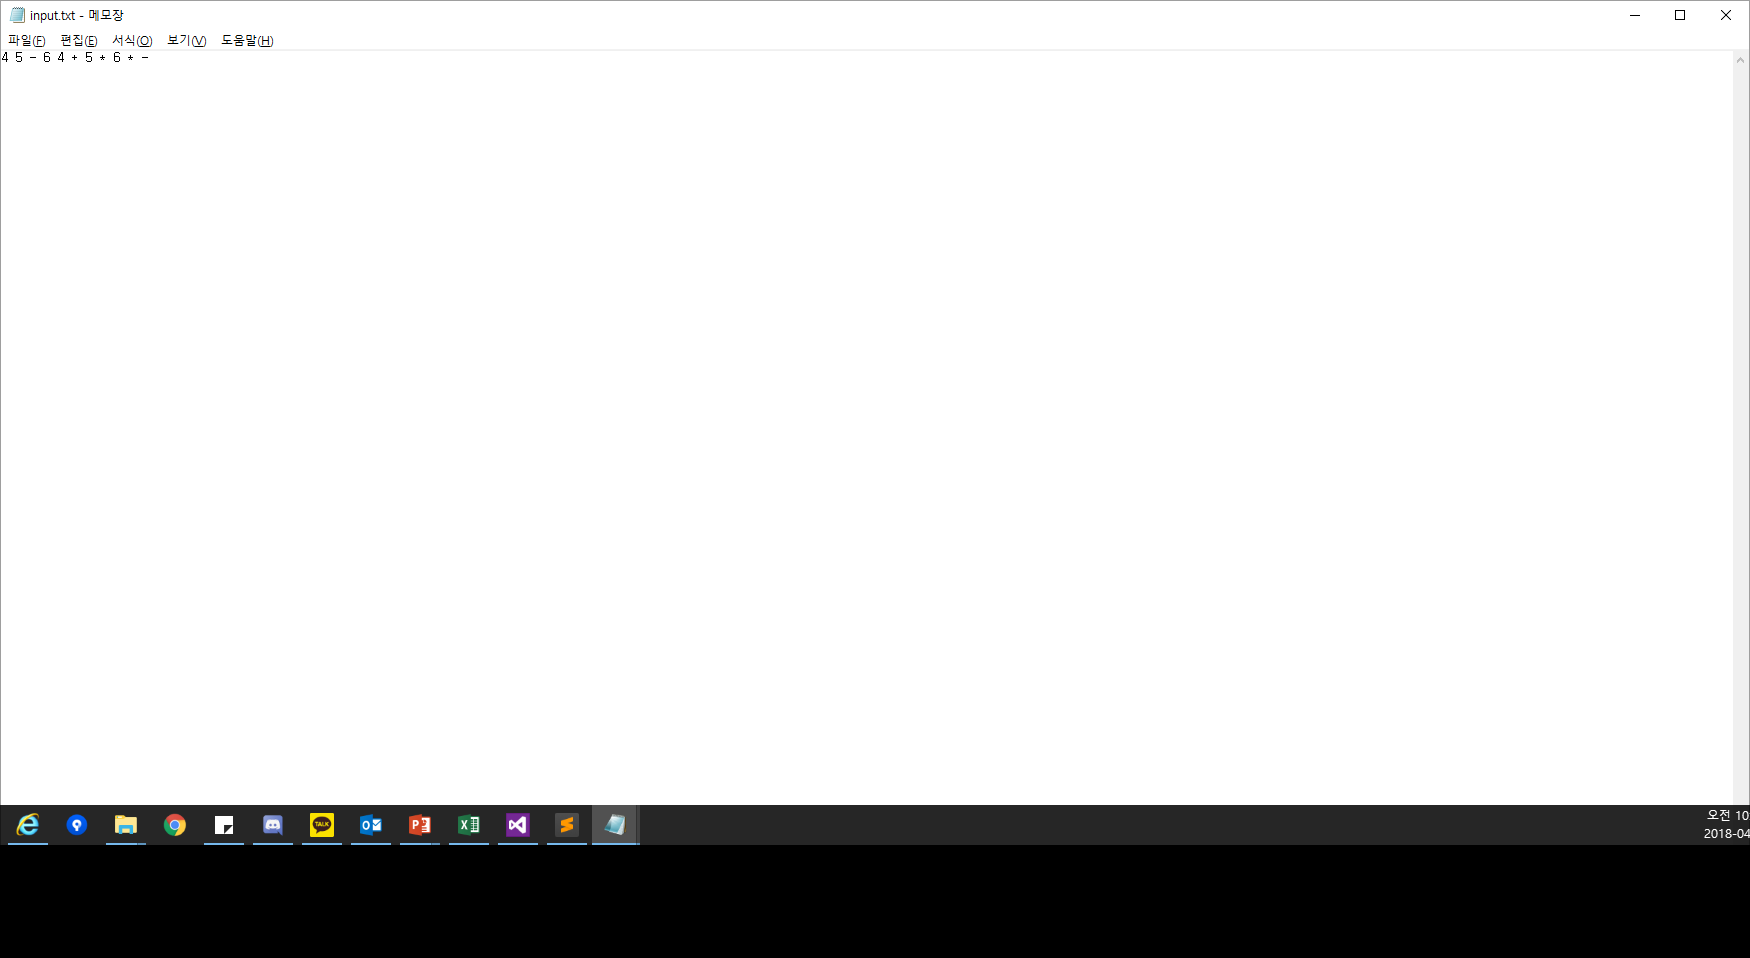 input.txt - 메모장
파일(F) 편집(E) 서식(O) 보기(V) 도움말(H)
4 5 - 6 4 + 5 * 6 * -
TALK
오전 10
2018-04